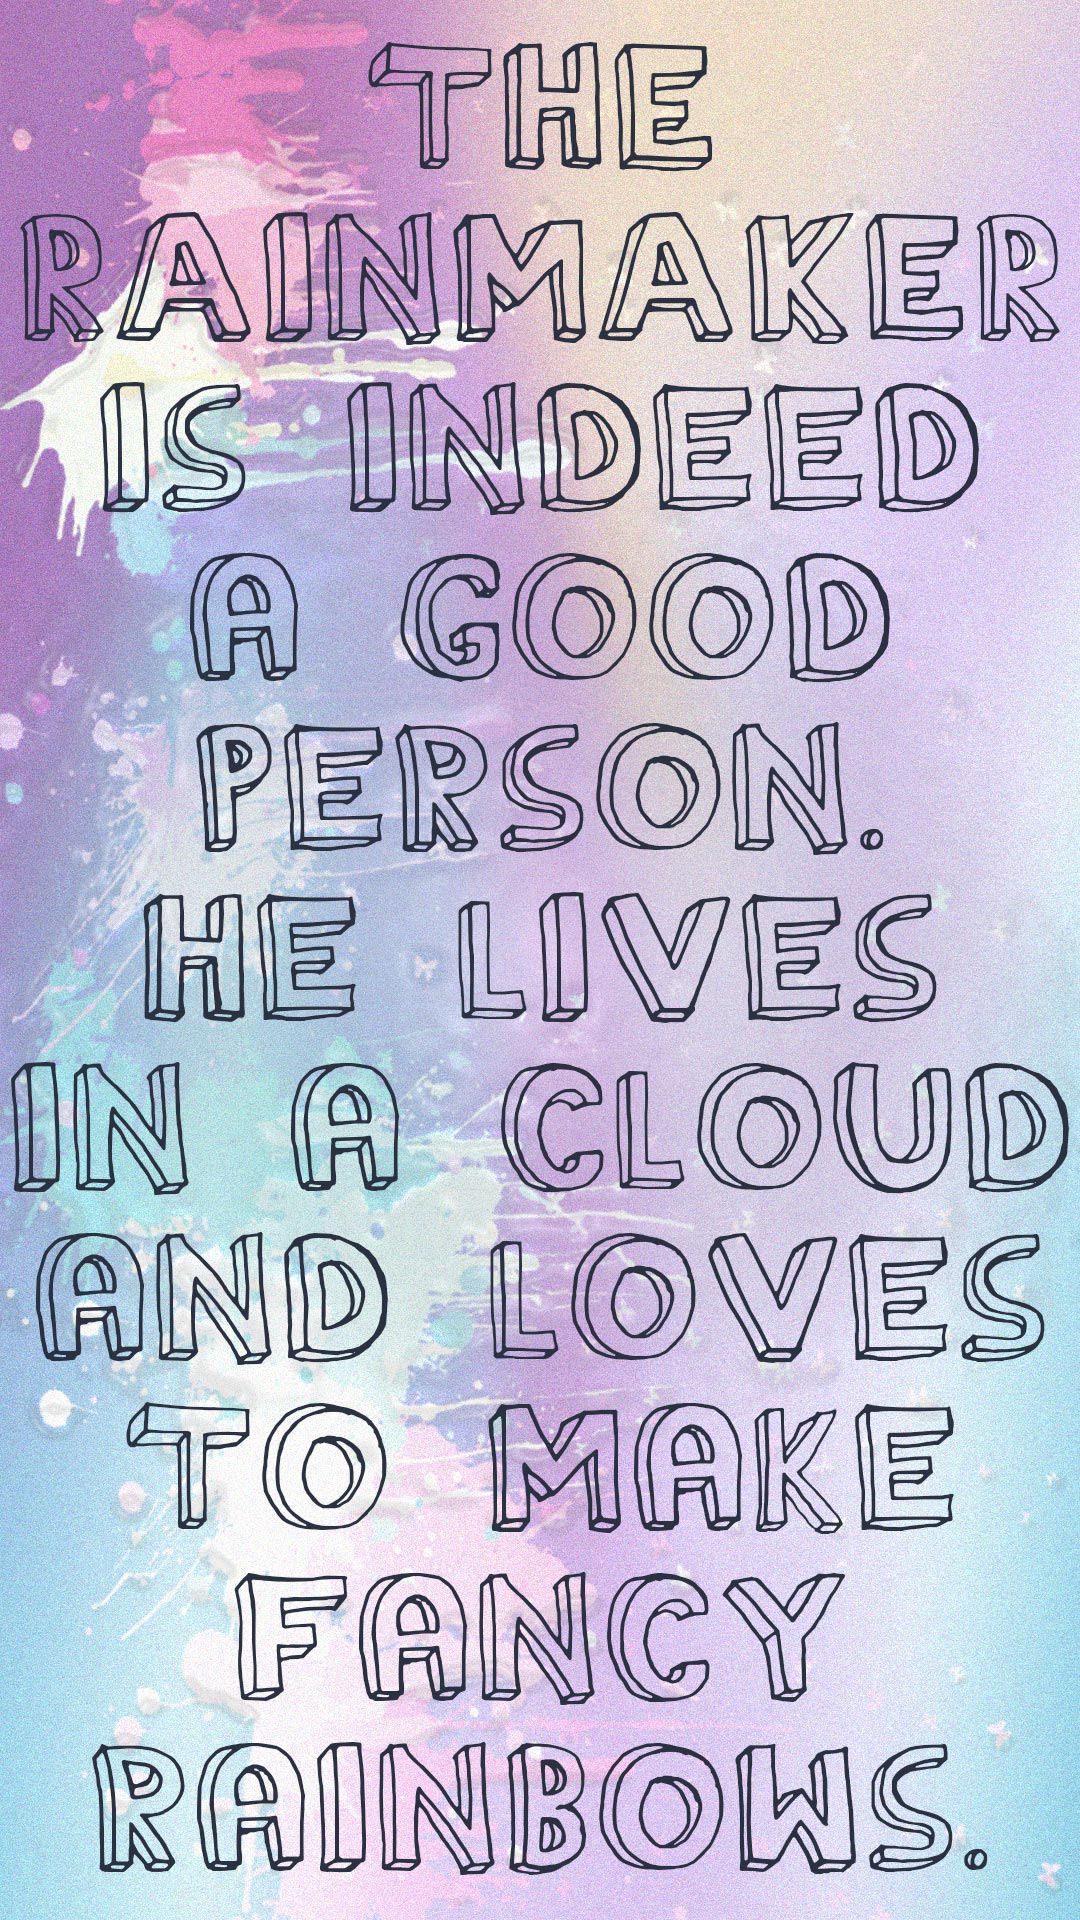 THE
RAINMAKER
IS INDEED
A GOOD
PERSON.
HE LIVES
IN A CLOUD
AND LOVES
TO MAKE
FANCY
RAINBOWS.